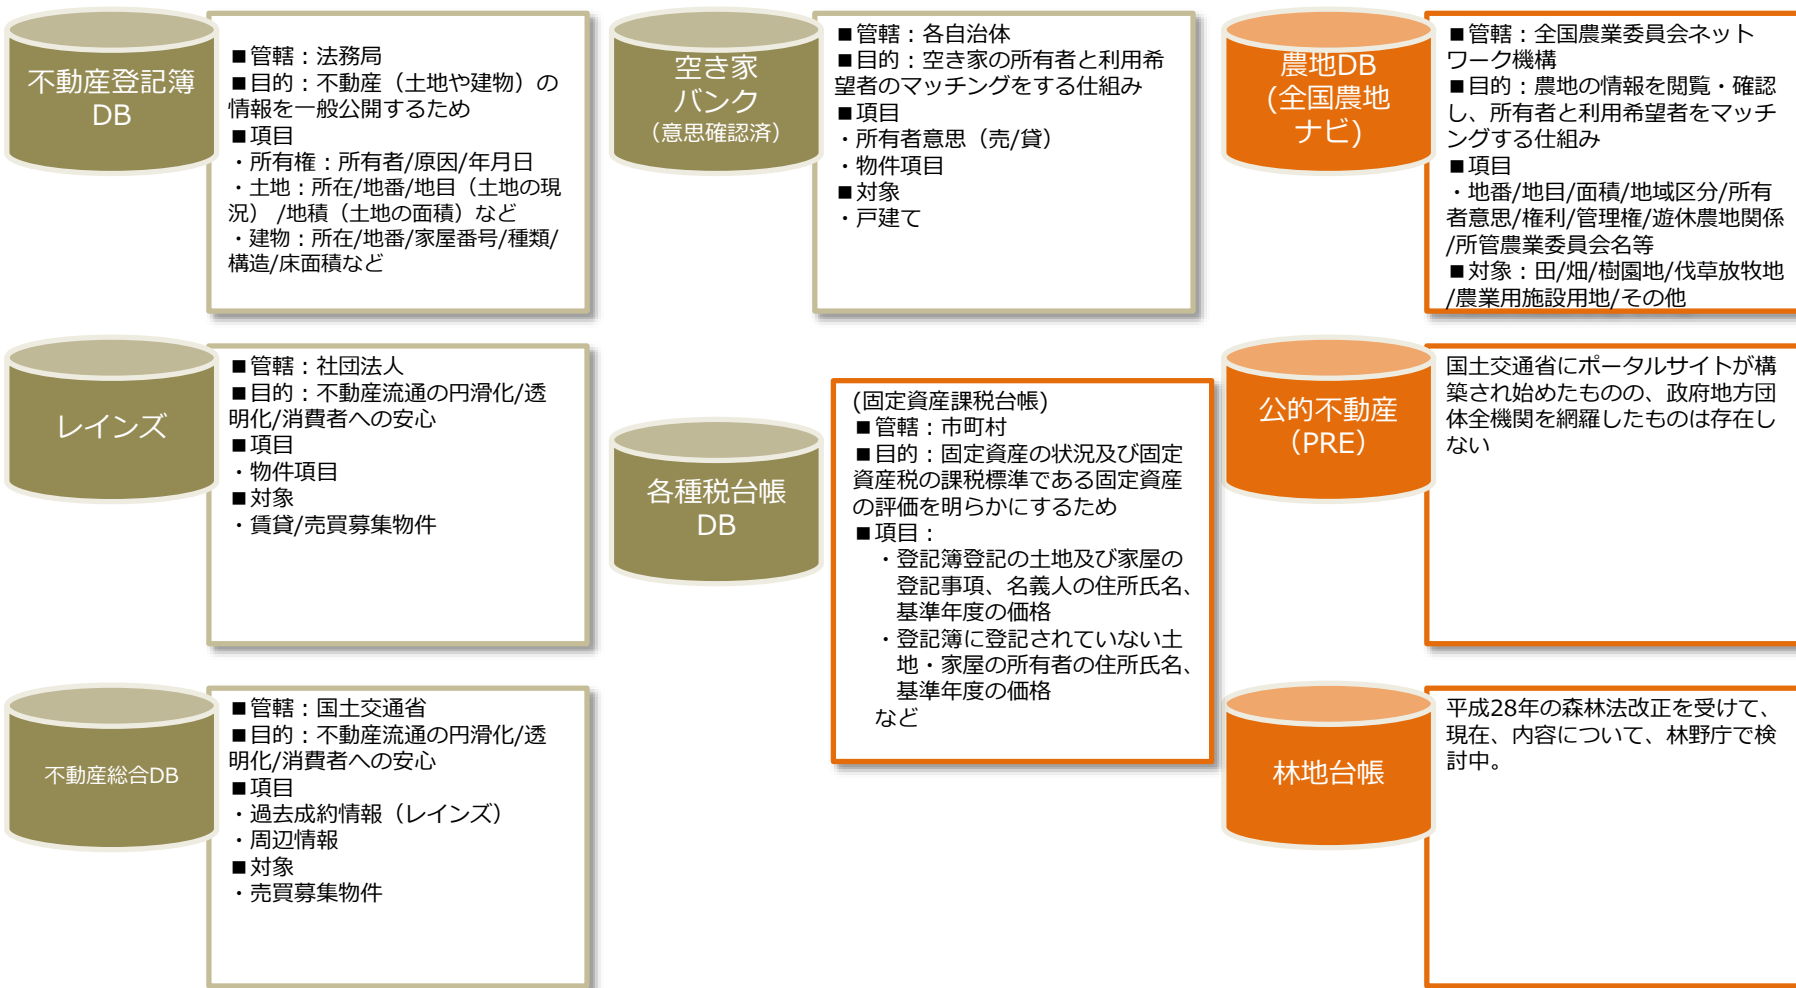 不動産登記簿
DB
■管轄：法務局
■目的：不動産（土地や建物）の
情報を一般公開するため
■項目
・所有権：所有者/原因/年月日
・土地：所在/地番/地目（土地の現
況） /地積（土地の面積）など
・建物：所在/地番/家屋番号/種類/
構造/床面積など
空き家
バンク
（意思確認済）
■管轄：各自治体
■目的：空き家の所有者と利用希
望者のマッチングをする仕組み
■項目
・所有者意思（売/貸）
・物件項目
■対象
・戸建て
農地DB
(全国農地
ナビ)
■管轄：全国農業委員会ネット
ワーク機構
■目的：農地の情報を閲覧・確認
し、所有者と利用希望者をマッチ
ングする仕組み
■項目
・地番/地目/面積/地域区分/所有
者意思/権利/管理権/遊休農地関係
/所管農業委員会名等
■対象：田/畑/樹園地/伐草放牧地
/農業用施設用地/その他
レインズ
■管轄：社団法人
■目的：不動産流通の円滑化/透
明化/消費者への安心
■項目
・物件項目
■対象
・賃貸/売買募集物件
各種税台帳
DB
(固定資産課税台帳)
■管轄：市町村
■目的：固定資産の状況及び固定
資産税の課税標準である固定資産
の評価を明らかにするため
■項目：
・登記簿登記の土地及び家屋の
登記事項、名義人の住所氏名、
基準年度の価格
・登記簿に登記されていない土
地・家屋の所有者の住所氏名、
基準年度の価格
など
公的不動産
（PRE）
国土交通省にポータルサイトが構
築され始めたものの、政府地方団
体全機関を網羅したものは存在し
ない
不動産総合DB
■管轄：国土交通省
■目的：不動産流通の円滑化/透
明化/消費者への安心
■項目
・過去成約情報（レインズ）
・周辺情報
■対象
・売買募集物件
林地台帳
平成28年の森林法改正を受けて、
現在、内容について、林野庁で検
討中。